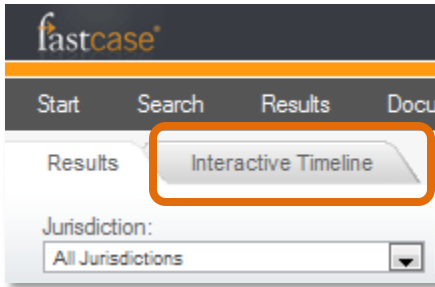 fastcase
Start Search Results Docu
Results Interactive Timeline
Jurisdiction:
All Jurisdictions